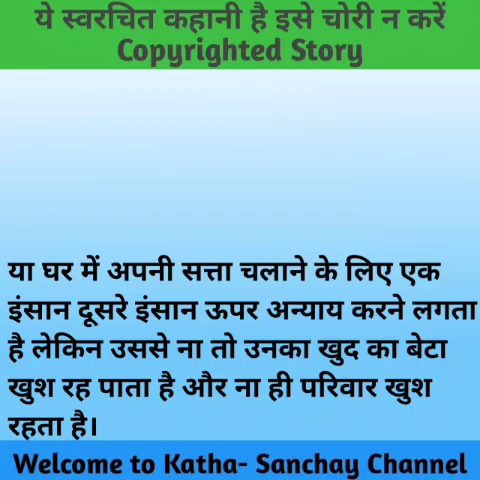 ये स्वरचित कहानी है इसे चोरी न करें
Copyrighted Story
या घर में अपनी सत्ता चलाने के लिए एक
इंसान दूसरे इंसान ऊपर अन्याय करने लगता
है लेकिन उससे ना तो उनका खुद का बेटा
खुश रह पाता है और ना ही परिवार खुश
रहता है।
Welcome to Katha- Sanchay Channel